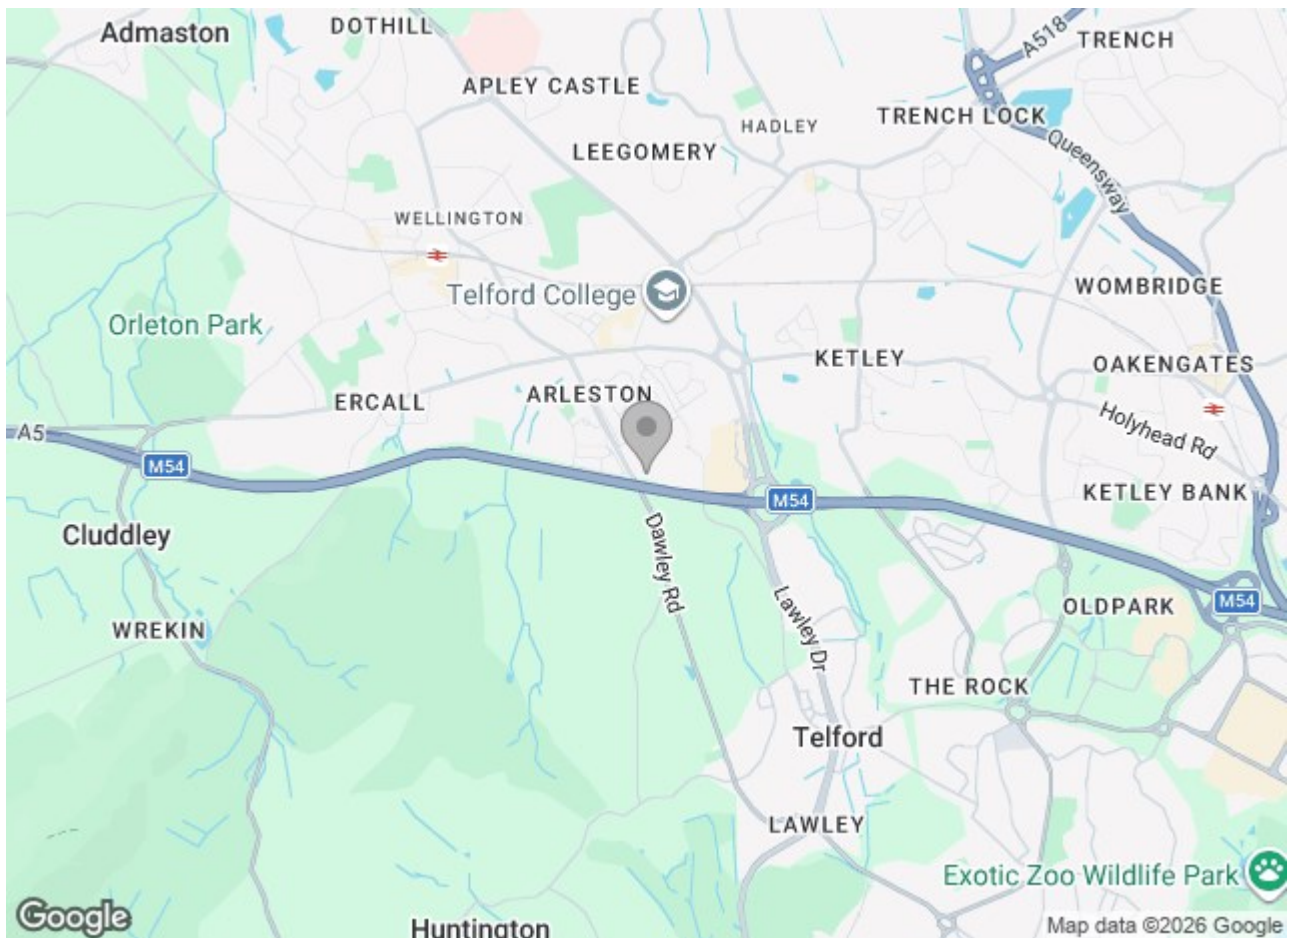 Admaston
DOTHILL
A518
TRENCH
APLEY CASTLE
TRENCH LOCK
HADLEY
LEEGOMERY
Queensway
WELLINGTON
Telford College
WOMBRIDGE
Orleton Park
KETLEY
OAKENGATES
ERCALL
ARLESTON
Holyhead Rd
A5
M54
M54
KETLEY BANK
Cluddley
Dawley Rd
M54
Lawley Dr
OLDPARK
WREKIN
THE ROCK
Telford
LAWLEY
Exotic Zoo Wildlife Park
Google
Huntington
Map data ©2026 Google